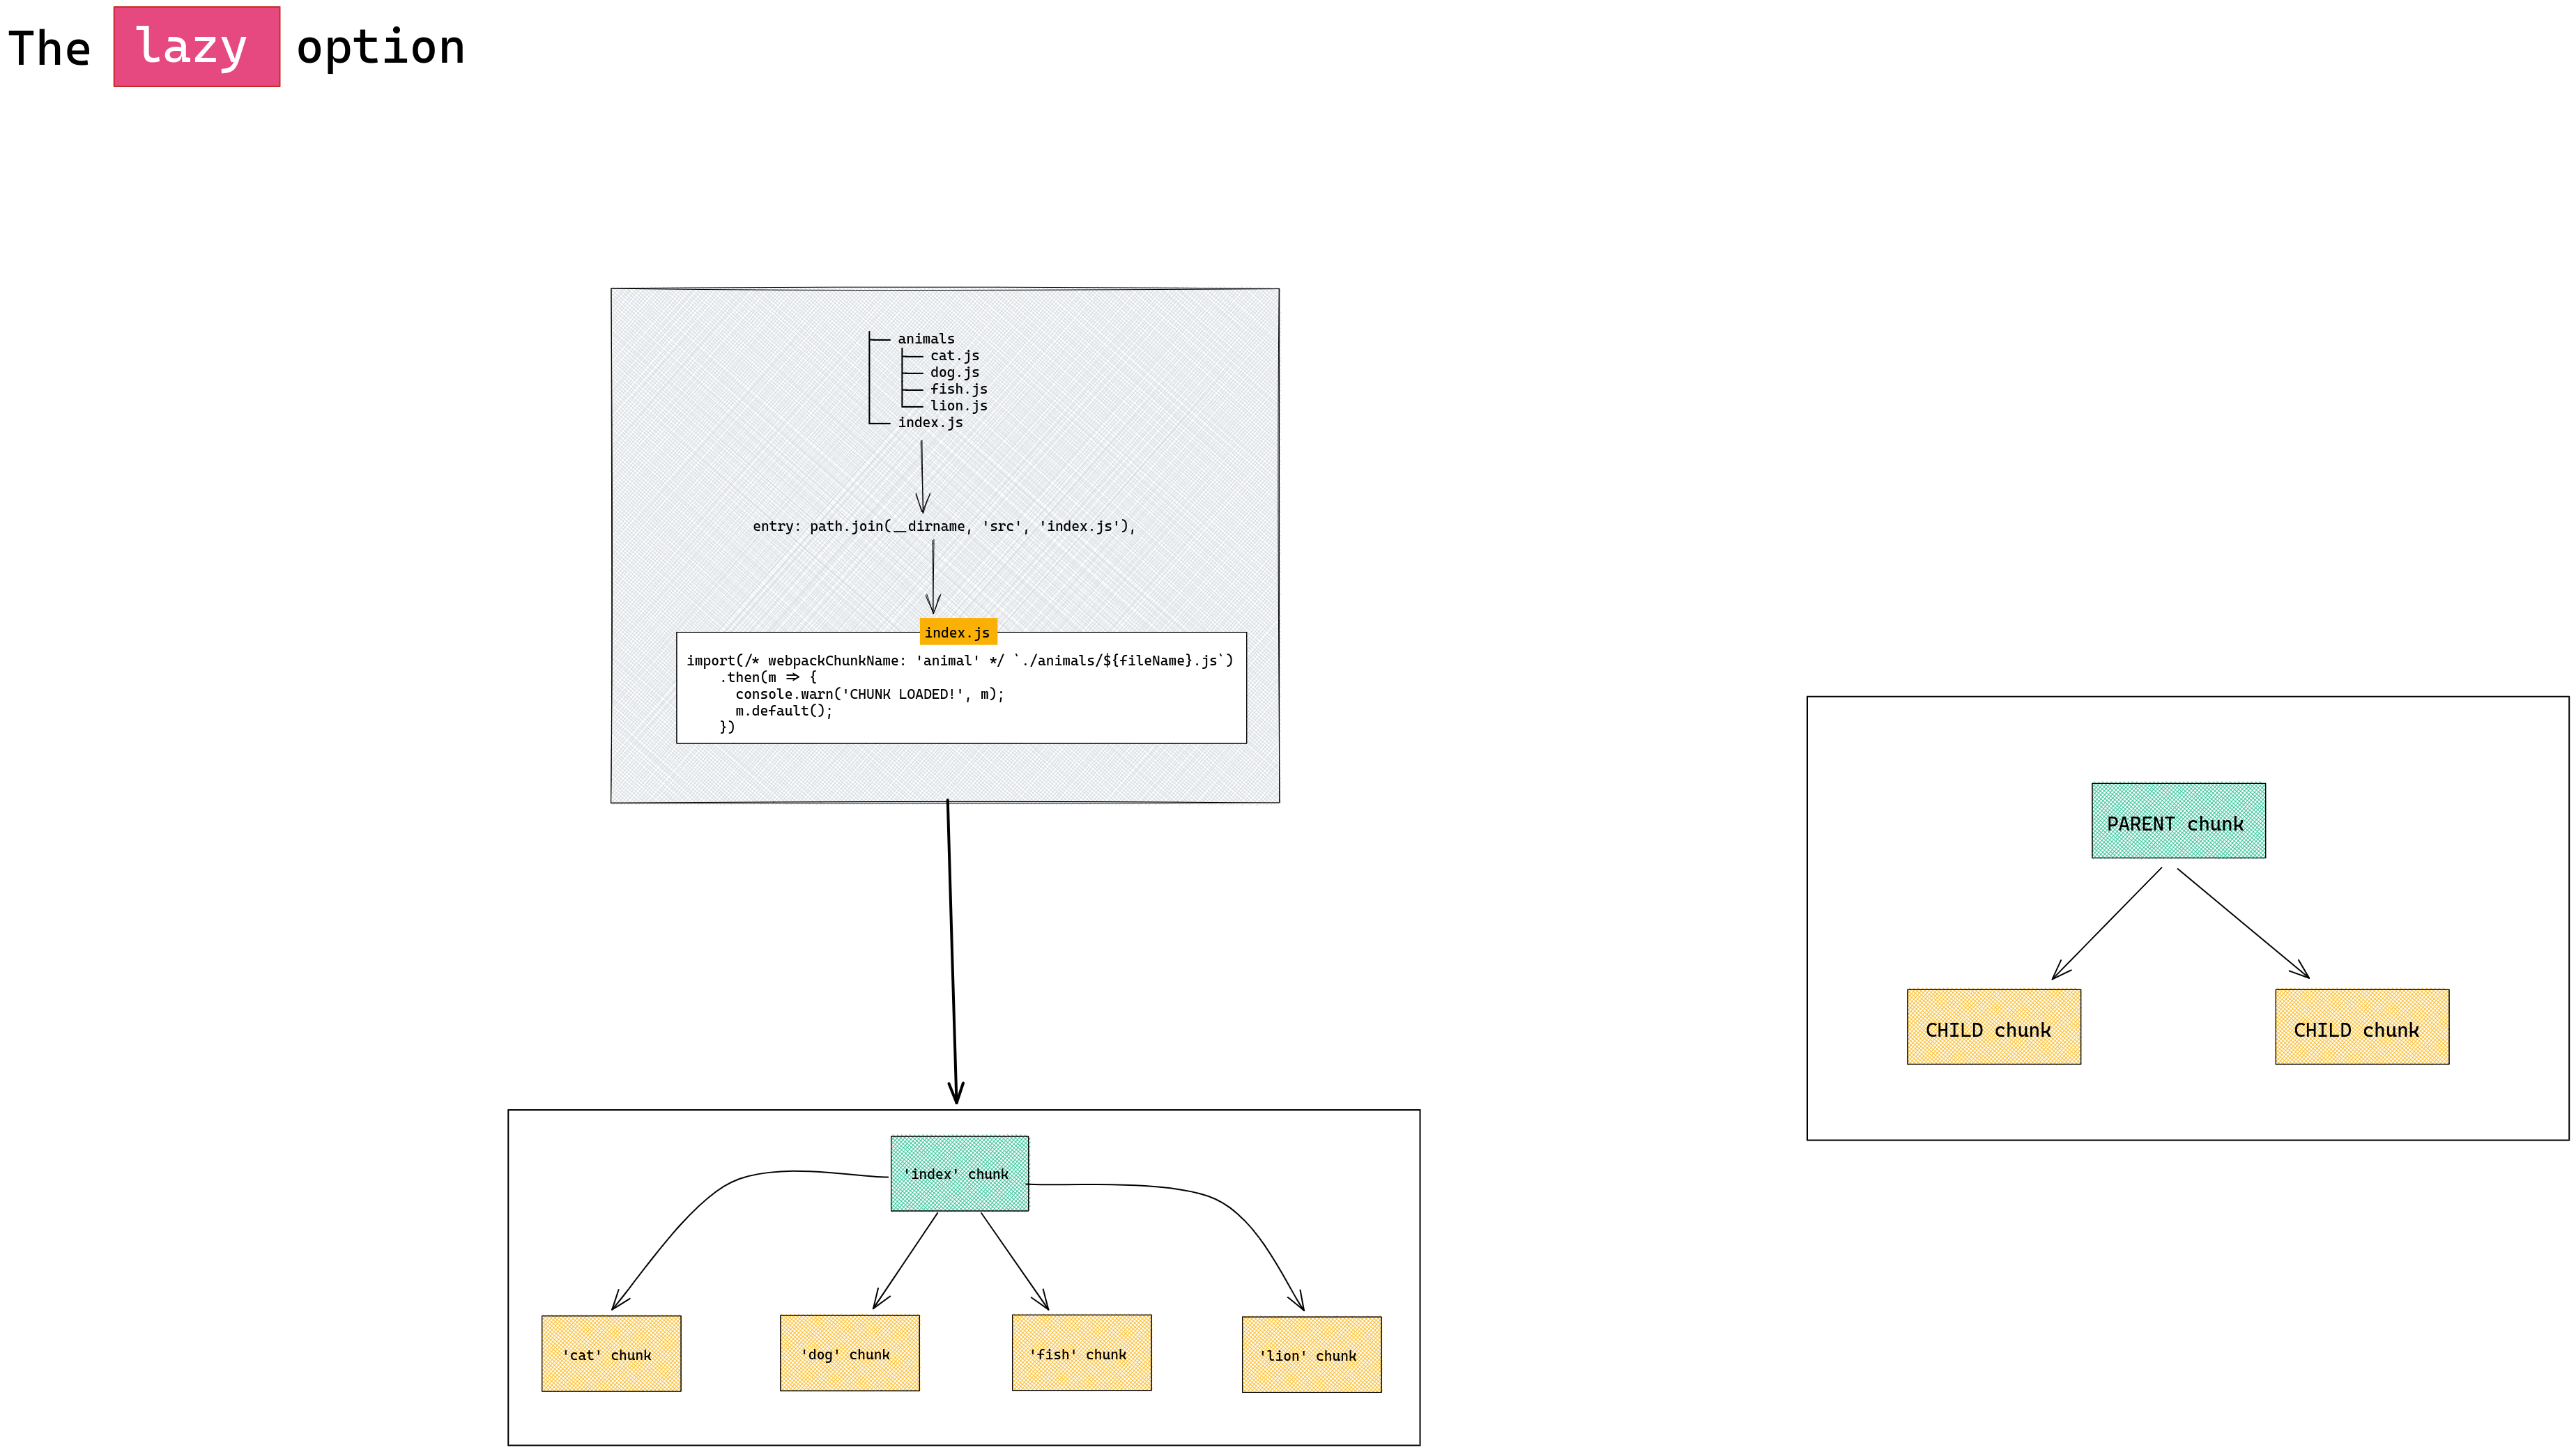 The lazy option
animals
cat.js
dog.js
fish.js
lion.js
index.js
entry: path.join(__dirname, 'src', 'index.js'),
index.js
import(/* webpackChunkName: 'animal' */ `./animals/${fileName}.js`)
.then(m => {
console.warn('CHUNK LOADED!', m);
m.default();
})
PARENT chunk
CHILD chunk
CHILD chunk
'index' chunk
'cat' chunk
'dog' chunk
'fish' chunk
'lion' chunk